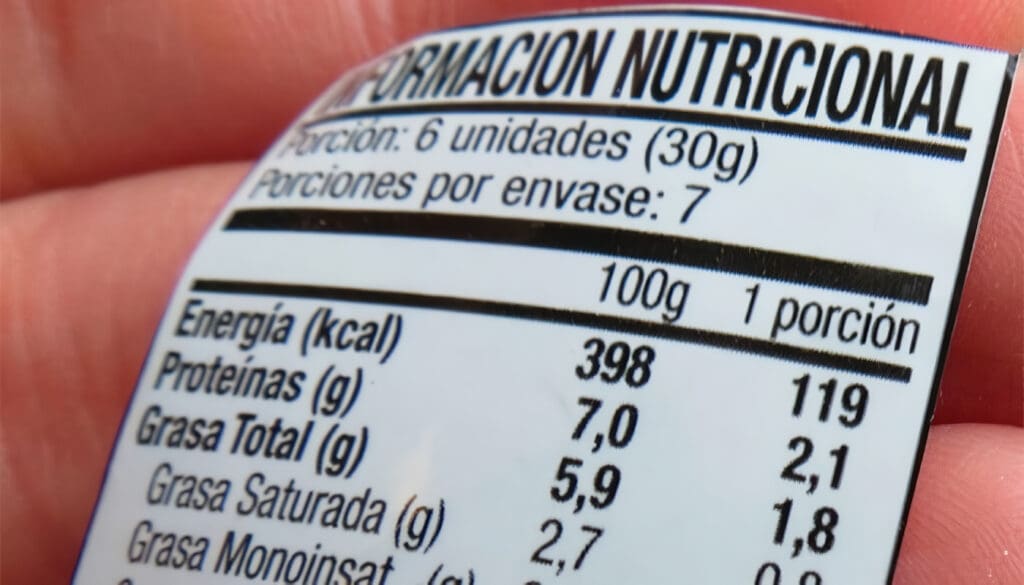 INFORMACION NUTRICIONAL
Porción: 6 unidades (30g)
Porciones por envase: 7
100g 1 porción
Energía (kcal) 398 119
Proteínas (g) 7,0 2,1
Grasa Total (g) 5,9 1,8
Grasa Saturada (g) 2,7
Grasa Monoinsat. (g)